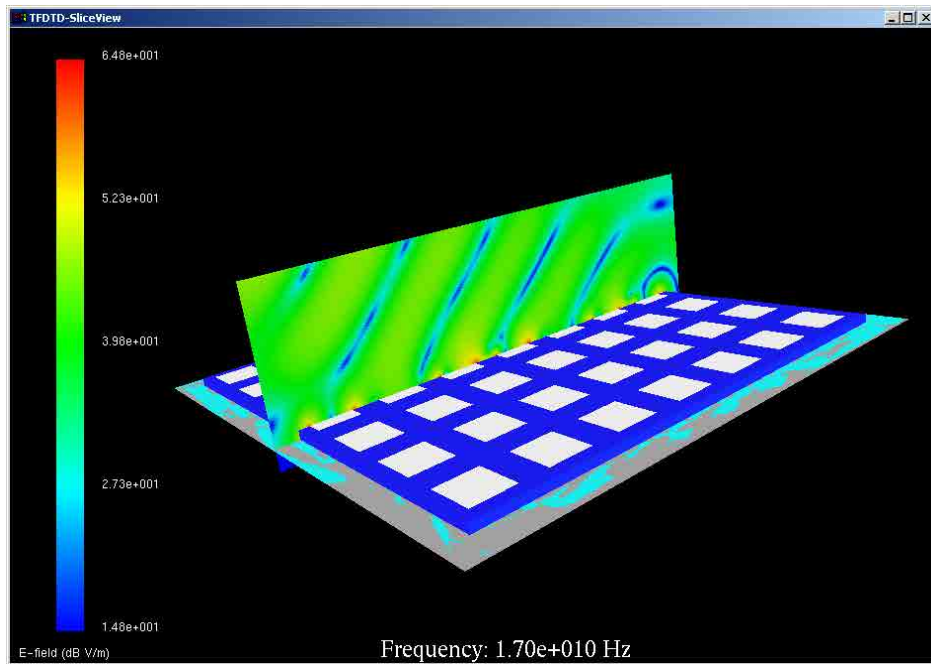 TFDTD-SliceView
6.48e+001
5.23e+001
3.98e+001
2.73e+001
1.48e+001
E-field (dB V/m)
Frequency: 1.70e+010 Hz